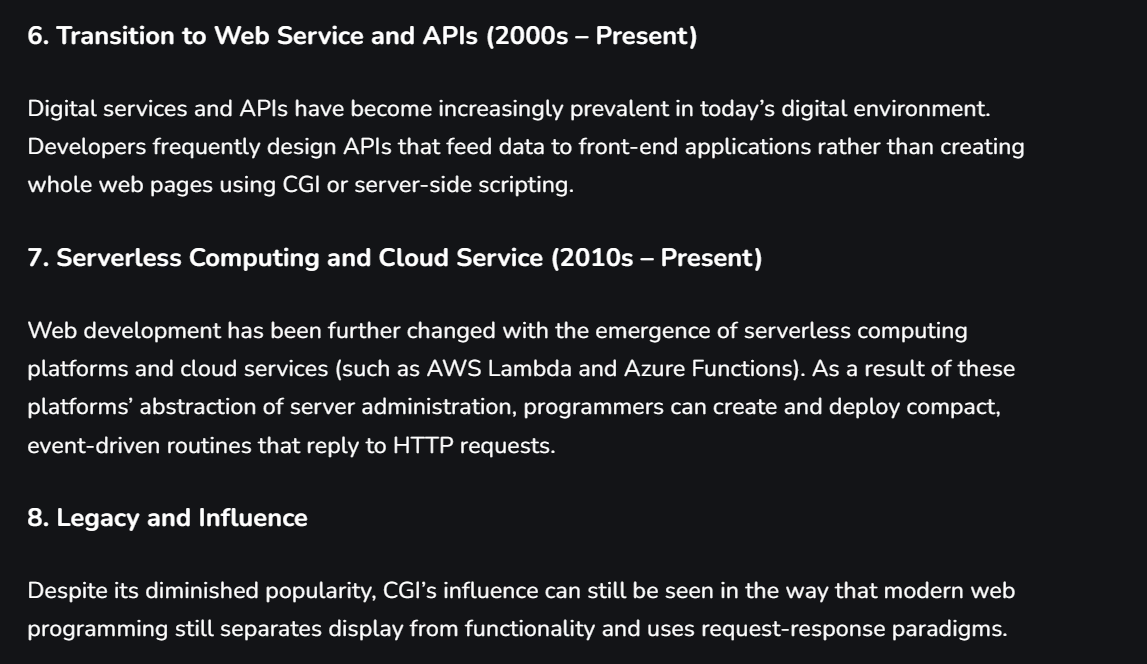 6. Transition to Web Service and APIs (2000s – Present)
Digital services and APIs have become increasingly prevalent in today’s digital environment.
Developers frequently design APIs that feed data to front-end applications rather than creating
whole web pages using CGI or server-side scripting.
7. Serverless Computing and Cloud Service (2010s – Present)
Web development has been further changed with the emergence of serverless computing
platforms and cloud services (such as AWS Lambda and Azure Functions). As a result of these
platforms’ abstraction of server administration, programmers can create and deploy compact,
event-driven routines that reply to HTTP requests.
8. Legacy and Influence
Despite its diminished popularity, CGI’s influence can still be seen in the way that modern web
programming still separates display from functionality and uses request-response paradigms.